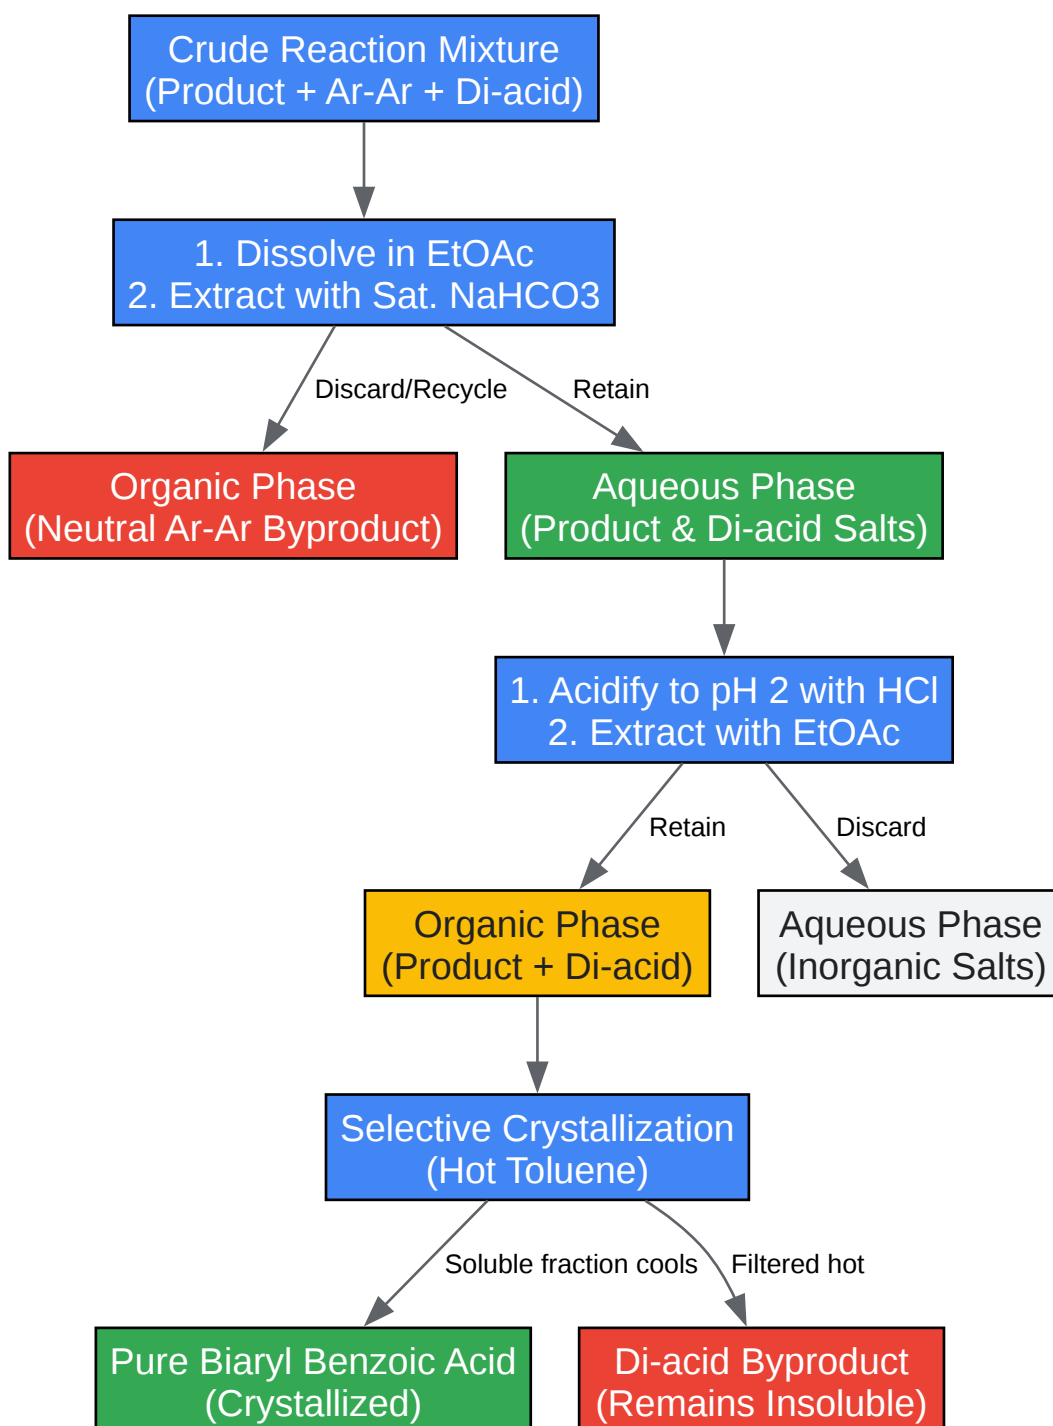 Crude Reaction Mixture
(Product + Ar-Ar + Di-acid)
1. Dissolve in EtOAc
2. Extract with Sat. NaHCO3
Discard/Recycle
Retain
Organic Phase
(Neutral Ar-Ar Byproduct)
Aqueous Phase
(Product & Di-acid Salts)
1. Acidify to pH 2 with HCl
2. Extract with EtOAc
Retain
Discard
Organic Phase
(Product + Di-acid)
Aqueous Phase
(Inorganic Salts)
Selective Crystallization
(Hot Toluene)
Soluble fraction cools
Filtered hot
Pure Biaryl Benzoic Acid
(Crystallized)
Di-acid Byproduct
(Remains Insoluble)